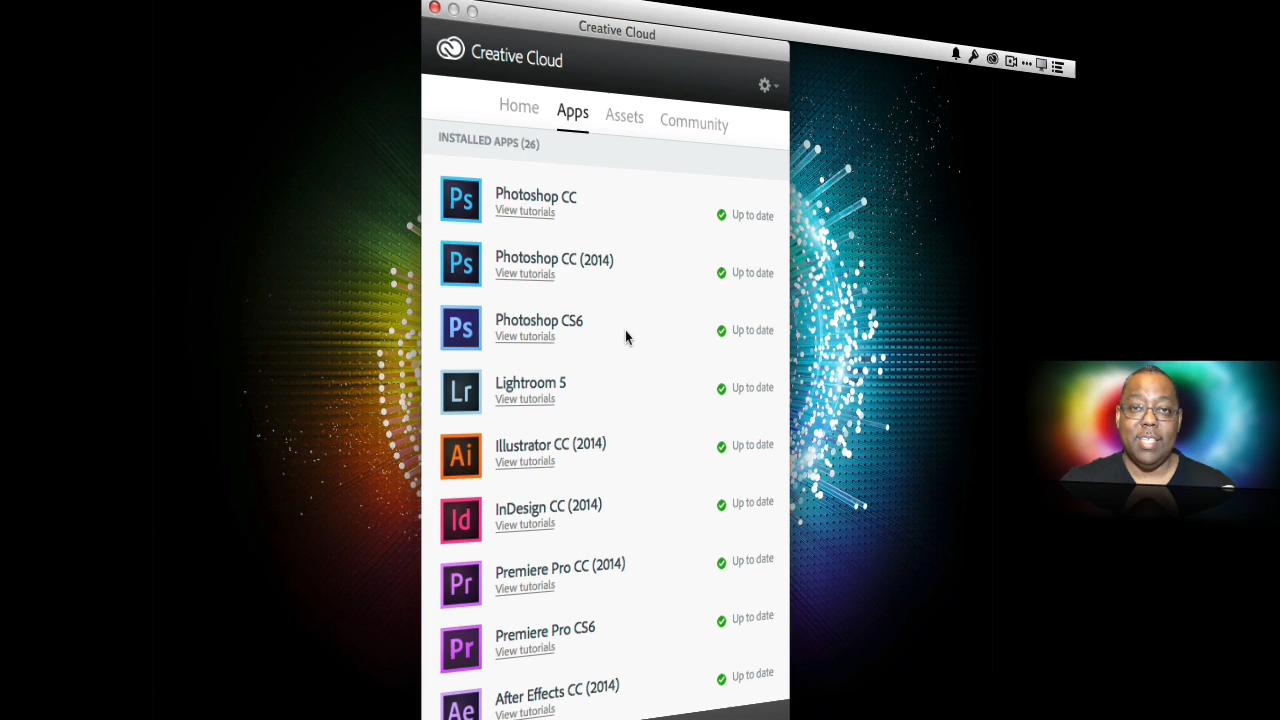 Creative Cloud
Creative Cloud
Home Apps Assets Community
INSTALLED APPS (26)
Ps Photoshop CC
View tutorials
Up to date
Ps Photoshop CC (2014)
View tutorials
Up to date
Ps Photoshop CS6
View tutorials
Up to date
Lr Lightroom 5
View tutorials
Up to date
Ai Illustrator CC (2014)
View tutorials
Up to date
Id InDesign CC (2014)
View tutorials
Up to date
Pr Premiere Pro CC (2014)
View tutorials
Up to date
Pr Premiere Pro CS6
View tutorials
Up to date
Ae After Effects CC (2014)
View tutorials
Up to date